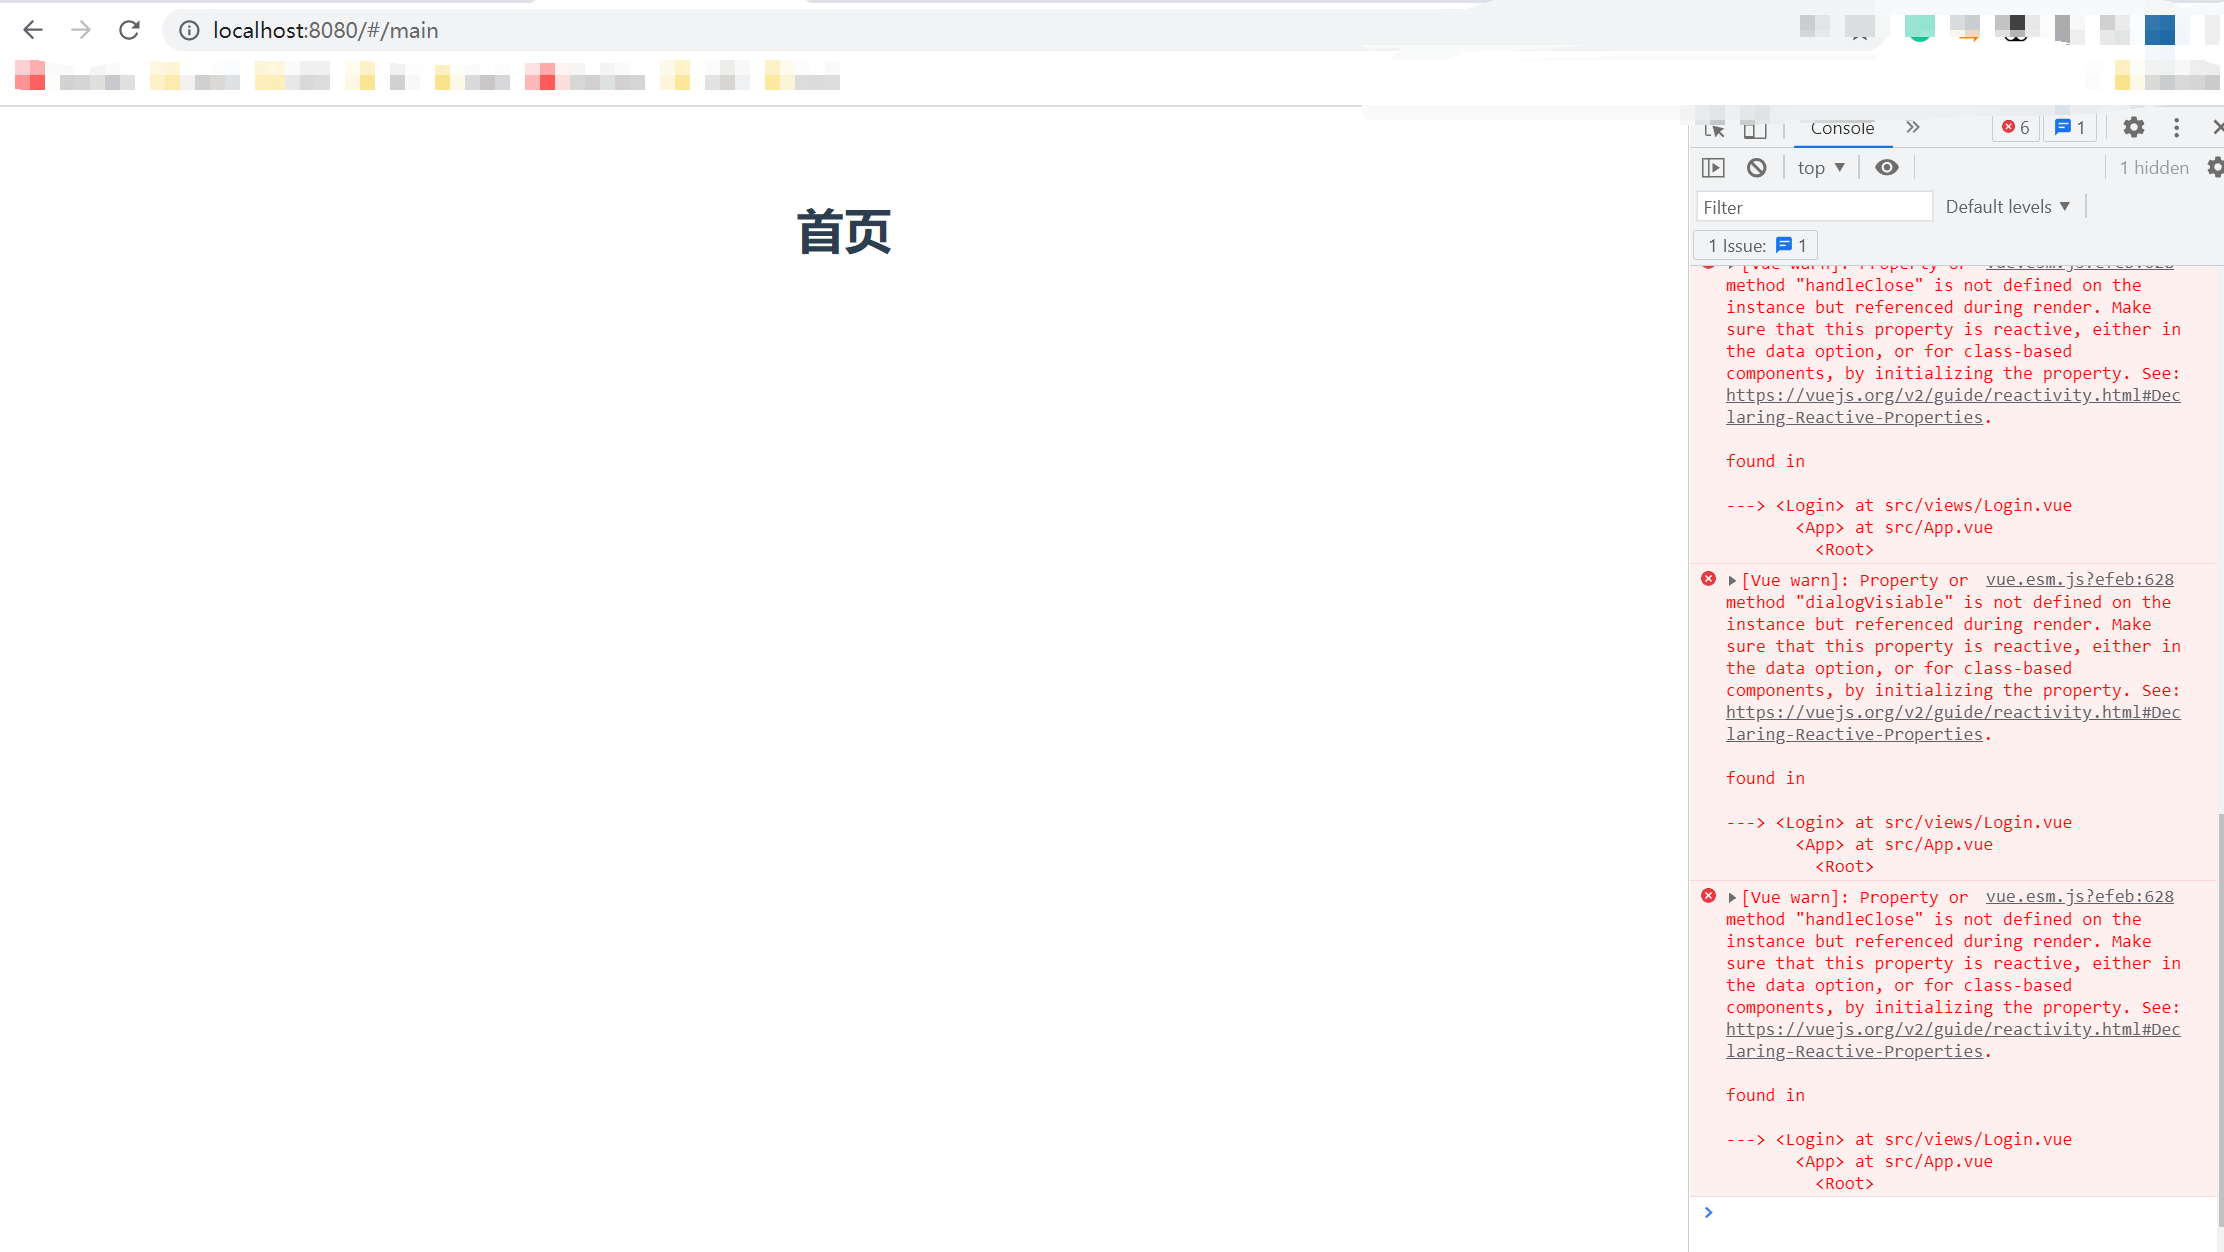 localhost:8080/#/main
Console
6
1
top
1 hidden
Filter
Default levels
1 Issue:
1
首页
[Vue warn]: Property or vue.esm.js?efeb:628
method "handleClose" is not defined on the
instance but referenced during render. Make
sure that this property is reactive, either in
the data option, or for class-based
components, by initializing the property. See:
https://vuejs.org/v2/guide/reactivity.html#Dec
laring-Reactive-Properties.
found in
---> <Login> at src/views/Login.vue
<App> at src/App.vue
<Root>
[Vue warn]: Property or vue.esm.js?efeb:628
method "dialogVisiable" is not defined on the
instance but referenced during render. Make
sure that this property is reactive, either in
the data option, or for class-based
components, by initializing the property. See:
https://vuejs.org/v2/guide/reactivity.html#Dec
laring-Reactive-Properties.
found in
---> <Login> at src/views/Login.vue
<App> at src/App.vue
<Root>
[Vue warn]: Property or vue.esm.js?efeb:628
method "handleClose" is not defined on the
instance but referenced during render. Make
sure that this property is reactive, either in
the data option, or for class-based
components, by initializing the property. See:
https://vuejs.org/v2/guide/reactivity.html#Dec
laring-Reactive-Properties.
found in
---> <Login> at src/views/Login.vue
<App> at src/App.vue
<Root>